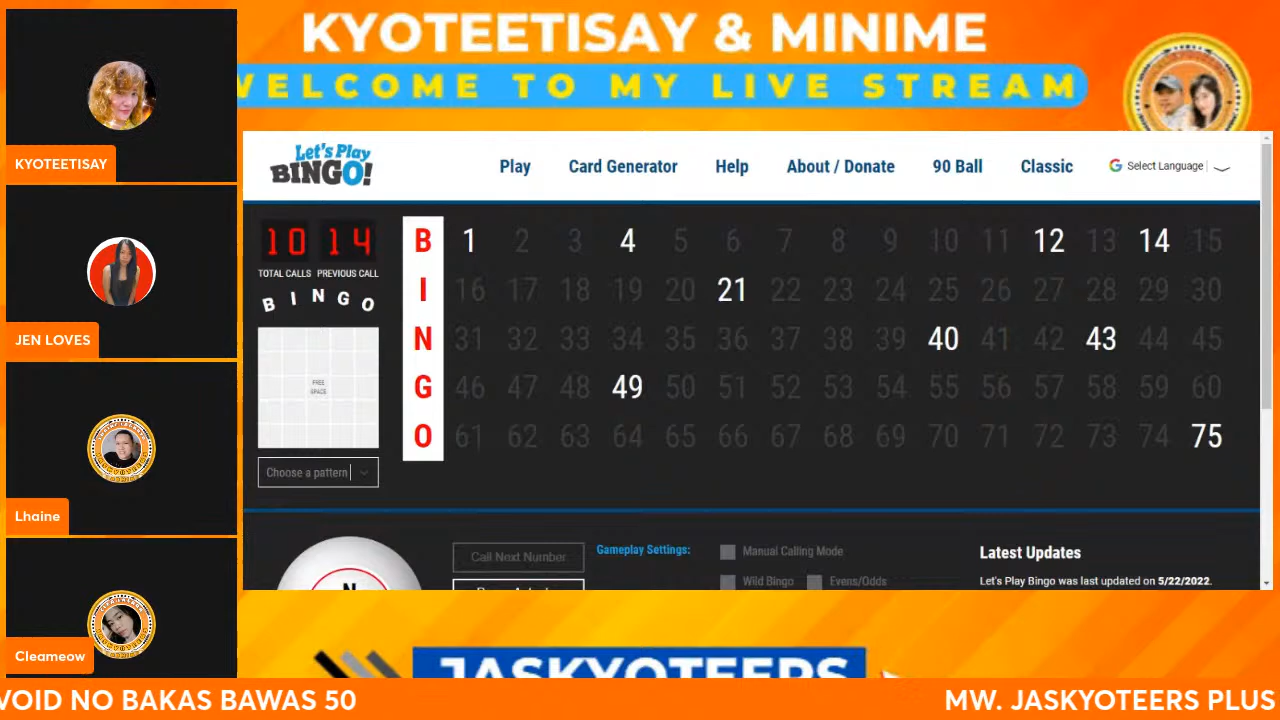 KYOTEETISAY & MINIME
WELCOME TO MY LIVE STREAM
KYOTEETISAY
JEN LOVES
Lhaine
Cleameow
Let's Play
BINGO!
Play
Card Generator
Help
About / Donate
90 Ball
Classic
G Select Language
10 14
TOTAL CALLS PREVIOUS CALL
B I N G O
FREE
SPACE
Choose a pattern
B 1 2 3 4 5 6 7 8 9 10 11 12 13 14 15
I 16 17 18 19 20 21 22 23 24 25 26 27 28 29 30
N 31 32 33 34 35 36 37 38 39 40 41 42 43 44 45
G 46 47 48 49 50 51 52 53 54 55 56 57 58 59 60
O 61 62 63 64 65 66 67 68 69 70 71 72 73 74 75
N
Call Next Number
Gameplay Settings:
Manual Calling Mode
Wild Bingo
Evens/Odds
Latest Updates
Let's Play Bingo was last updated on 5/22/2022.
JASKYOTEERS
VOID NO BAKAS BAWAS 50
MW. JASKYOTEERS PLUS